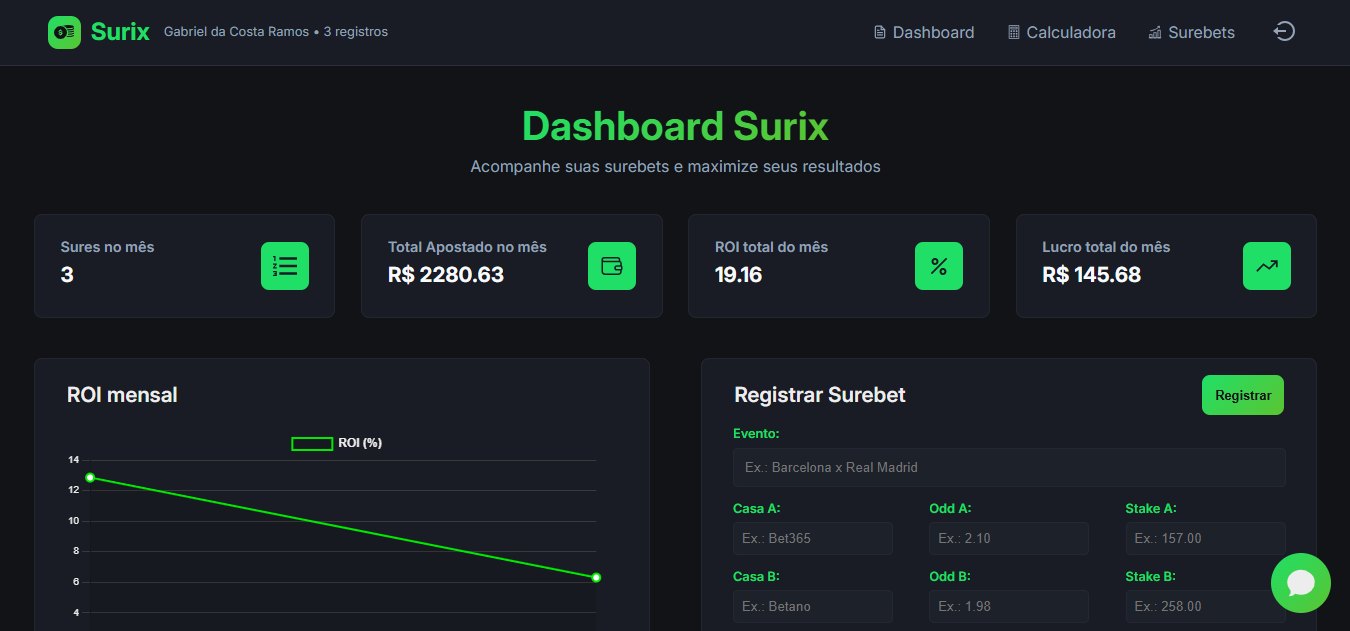 Surix
Gabriel da Costa Ramos • 3 registros
Dashboard
Calculadora
Surebets
Dashboard Surix
Acompanhe suas surebets e maximize seus resultados
Sures no mês
3
Total Apostado no mês
R$ 2280.63
ROI total do mês
19.16
Lucro total do mês
R$ 145.68
ROI mensal
ROI (%)
14
12
10
8
6
4
Registrar Surebet
Registrar
Evento:
Ex.: Barcelona x Real Madrid
Casa A:
Odd A:
Stake A:
Ex.: Bet365
Ex.: 2.10
Ex.: 157.00
Casa B:
Odd B:
Stake B:
Ex.: Betano
Ex.: 1.98
Ex.: 258.00